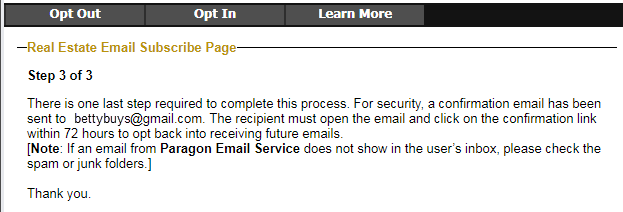 Opt Out Opt In Learn More
Real Estate Email Subscribe Page
Step 3 of 3
There is one last step required to complete this process. For security, a confirmation email has been
sent to bettybuys@gmail.com. The recipient must open the email and click on the confirmation link
within 72 hours to opt back into receiving future emails.
[Note: If an email from Paragon Email Service does not show in the user's inbox, please check the
spam or junk folders.]
Thank you.